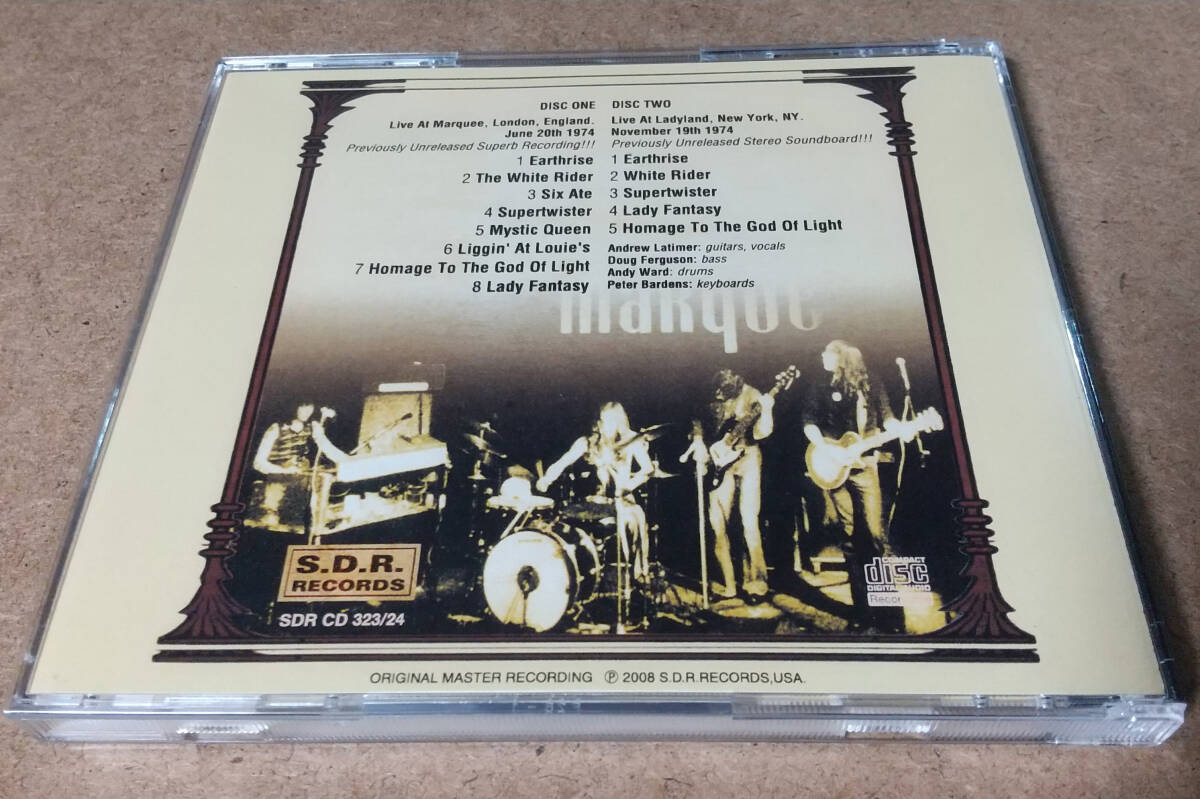 DISC ONE
Live At Marquee, London, England.
June 20th 1974
Previously Unreleased Superb Recording!!!
1 Earthrise
2 The White Rider
3 Six Ate
4 Supertwister
5 Mystic Queen
6 Liggin' At Louie's
7 Homage To The God Of Light
8 Lady Fantasy
DISC TWO
Live At Ladyland, New York, NY.
November 19th 1974
Previously Unreleased Stereo Soundboard!!!
1 Earthrise
2 White Rider
3 Supertwister
4 Lady Fantasy
5 Homage To The God Of Light
Andrew Latimer: guitars, vocals
Doug Ferguson: bass
Andy Ward: drums
Peter Bardens: keyboards
S.D.R.
RECORDS
SDR CD 323/24
COMPACT
disc
DIGITAL AUDIO
ORIGINAL MASTER RECORDING ℗ 2008 S.D.R.RECORDS,USA.